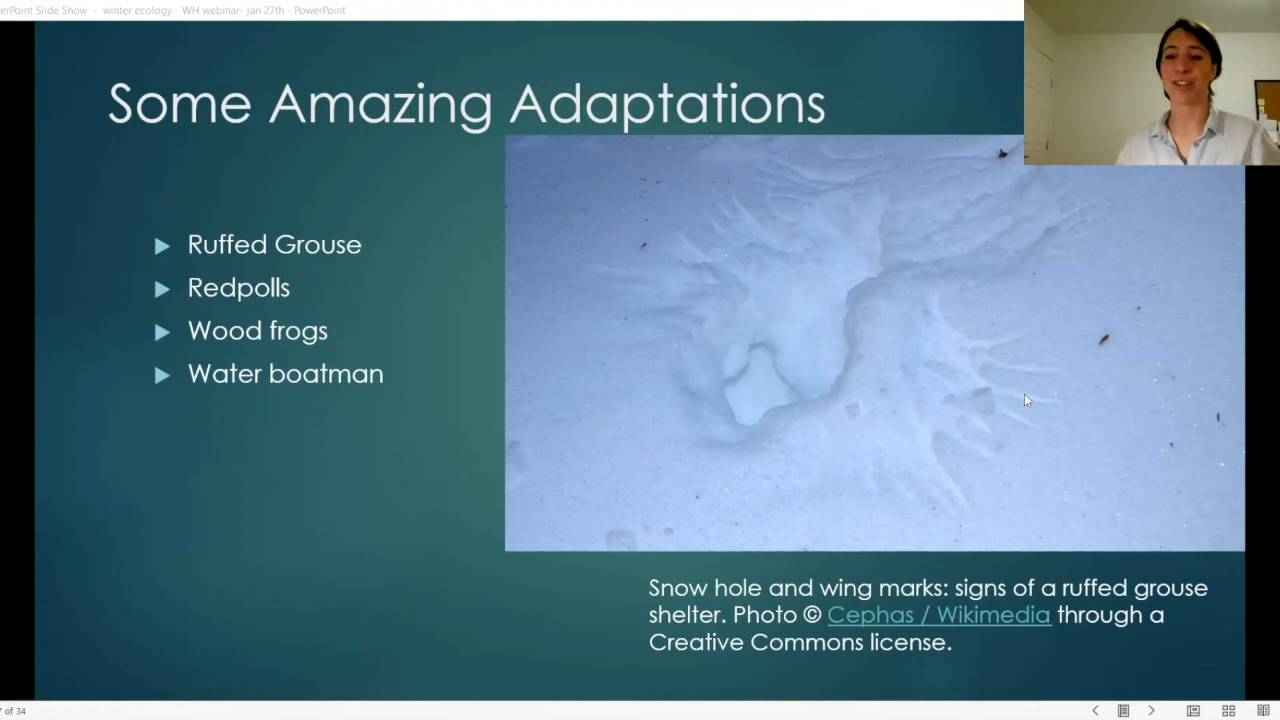 PowerPoint Slide Show - winter ecology - WH webinar- jan 27th - PowerPoint
Some Amazing Adaptations
Ruffed Grouse
Redpolls
Wood frogs
Water boatman
Snow hole and wing marks: signs of a ruffed grouse
shelter. Photo © Cephas / Wikimedia through a
Creative Commons license.
of 34